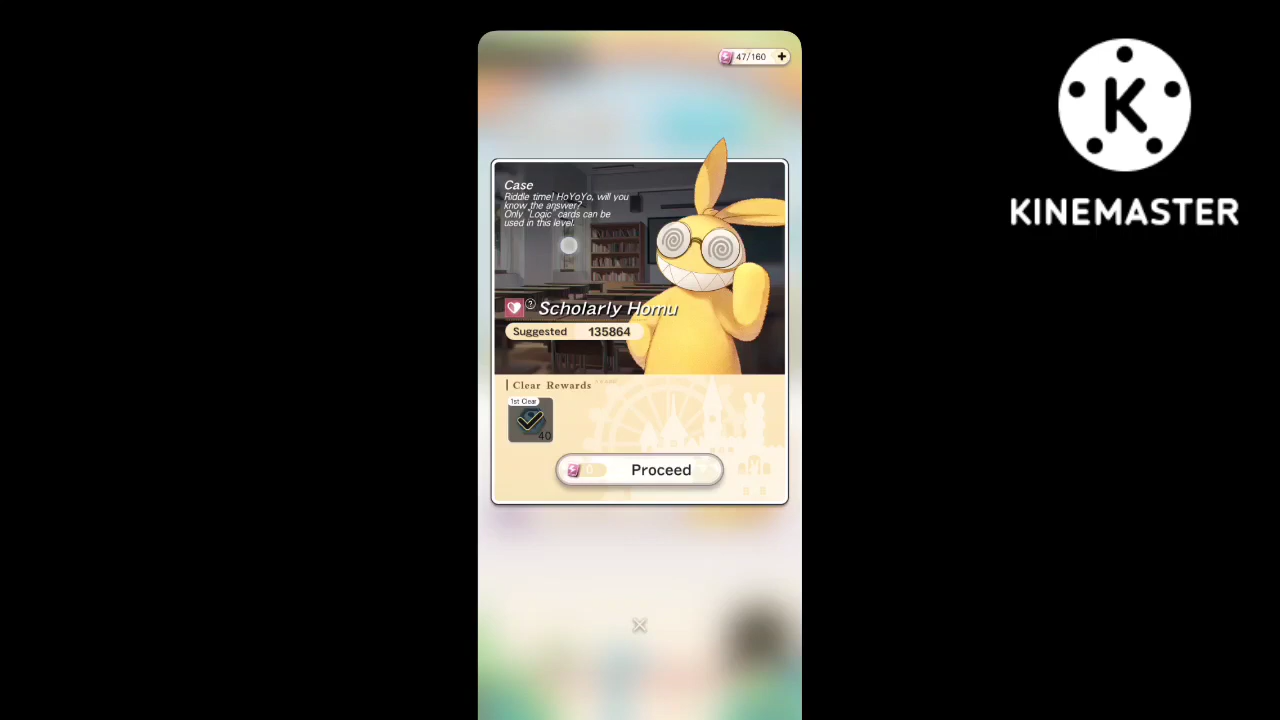 47/160
K
KINEMASTER
Case
Riddle time! HoYoYo, will you
know the answer?
Only "Logic" cards can be
used in this level.
? Scholarly Homu
Suggested 135864
Clear Rewards
1st Clear
40
0 Proceed